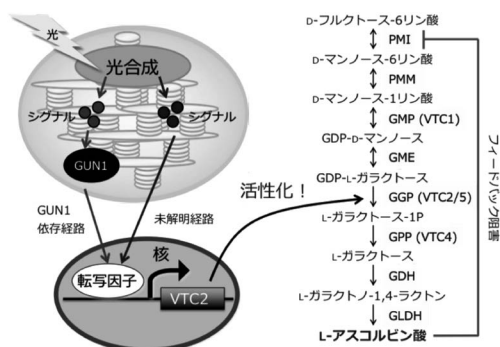 光
光合成
シグナル
シグナル
GUN1
GUN1
依存経路
未解明経路
核
転写因子
VTC2
活性化！
D-フルクトース-6リン酸
PMI
D-マンノース-6リン酸
PMM
D-マンノース-1リン酸
GMP (VTC1)
GDP-D-マンノース
GME
GDP-L-ガラクトース
GGP (VTC2/5)
L-ガラクトース-1P
GPP (VTC4)
L-ガラクトース
GDH
L-ガラクトノ-1,4-ラクトン
GLDH
L-アスコルビン酸
フィードバック阻害